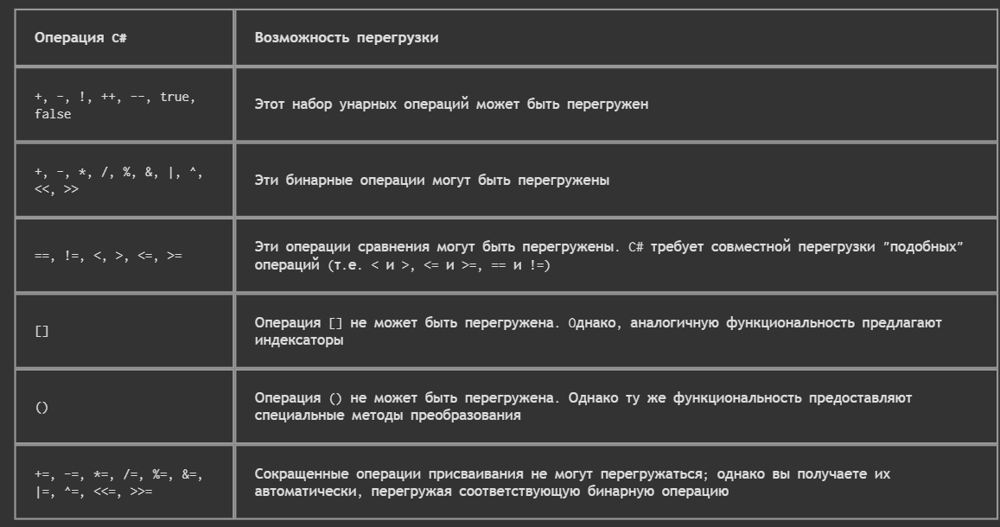 Операция C#
Возможность перегрузки
+, -, !, ++, --, true,
false
Этот набор унарных операций может быть перегружен
+, -, *, /, %, &, |, ^,
<<, >>
Эти бинарные операции могут быть перегружены
==, !=, <, >, <=, >=
Эти операции сравнения могут быть перегружены. C# требует совместной перегрузки "подобных"
операций (т.е. < и >, <= и >=, == и !=)
[]
Операция [] не может быть перегружена. Однако, аналогичную функциональность предлагают
индексаторы
()
Операция () не может быть перегружена. Однако ту же функциональность предоставляют
специальные методы преобразования
+=, -=, *=, /=, %=, &=,
|=, ^=, <<=, >>=
Сокращенные операции присваивания не могут перегружаться; однако вы получаете их
автоматически, перегружая соответствующую бинарную операцию